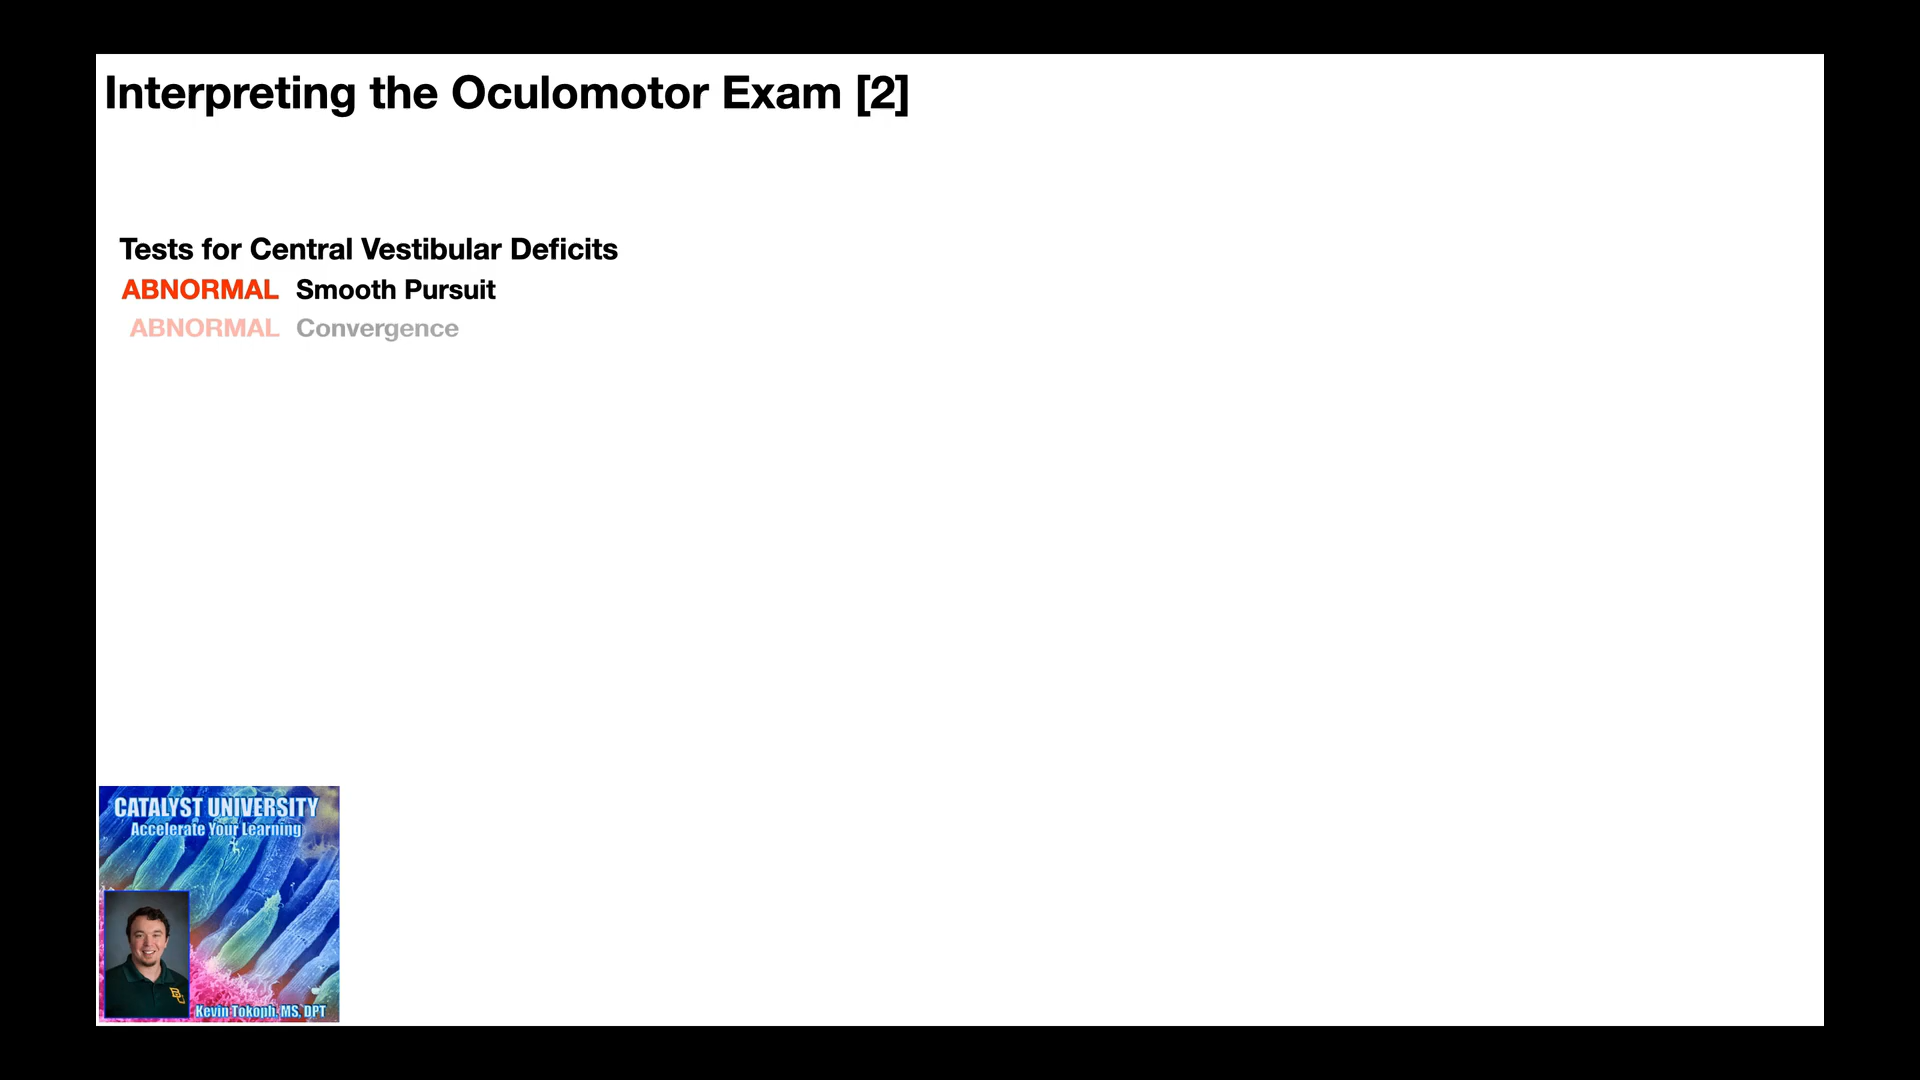 Interpreting the Oculomotor Exam [2]
Tests for Central Vestibular Deficits
ABNORMAL Smooth Pursuit
ABNORMAL Convergence
CATALYST UNIVERSITY
Accelerate Your Learning
Kevin Tokoph, MS, DPT